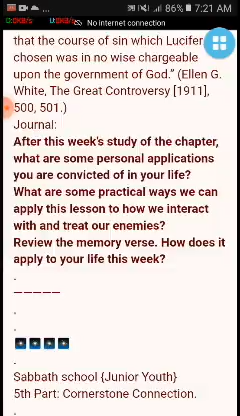 0:0KB/s U:0KB/s No internet connection ... 86% 7:21 AM
that the course of sin which Lucifer
chosen was in no wise chargeable
upon the government of God." (Ellen G.
White, The Great Controversy [1911],
500, 501.)
Journal:
After this week's study of the chapter,
what are some personal applications
you are convicted of in your life?
What are some practical ways we can
apply this lesson to how we interact
with and treat our enemies?
Review the memory verse. How does it
apply to your life this week?
.
—————
.
.
.
Sabbath school {Junior Youth}
5th Part: Cornerstone Connection.
.